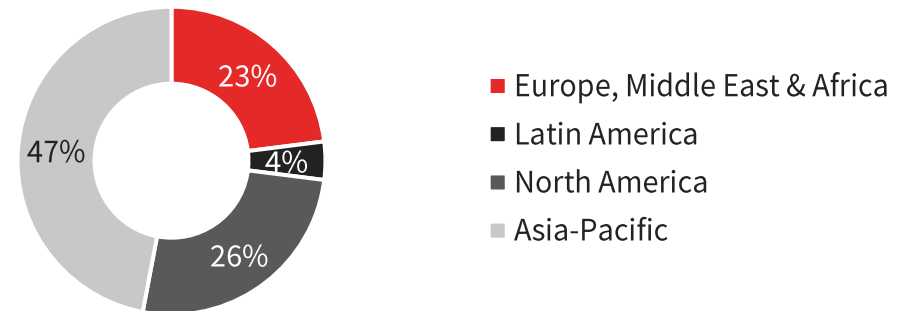 23%
4%
26%
47%
Europe, Middle East & Africa
Latin America
North America
Asia-Pacific